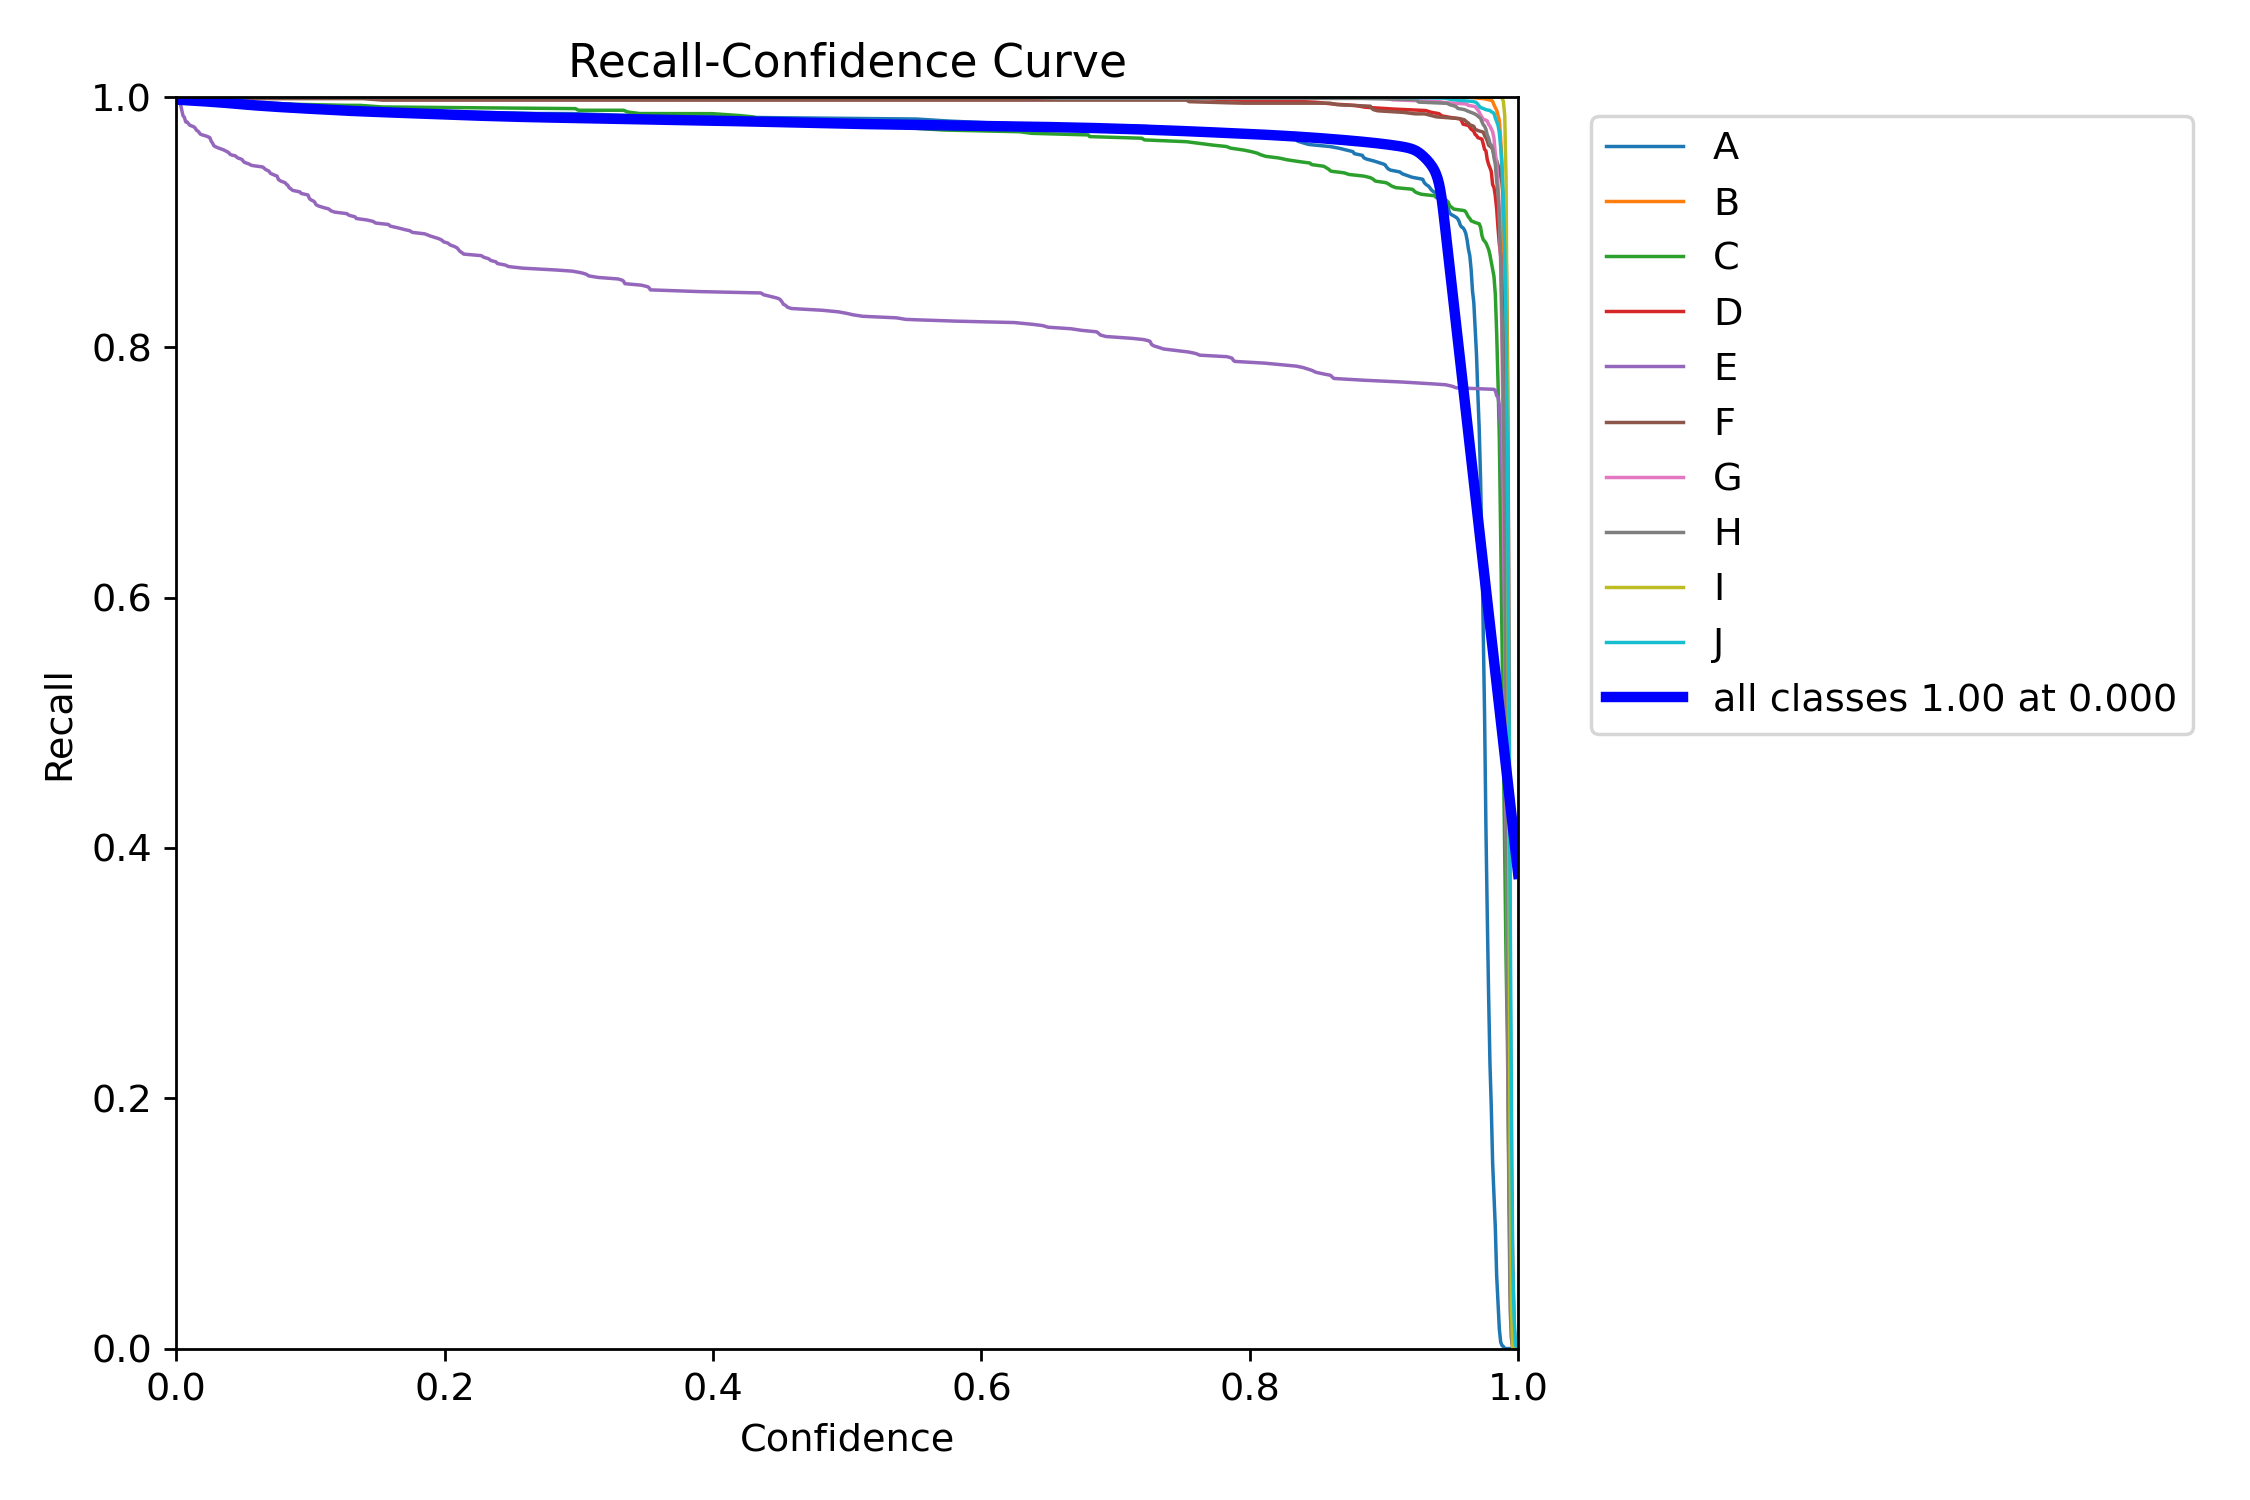 Recall-Confidence Curve
1.0
0.8
0.6
0.4
0.2
0.0
Recall
0.0 0.2 0.4 0.6 0.8 1.0
Confidence
A
B
C
D
E
F
G
H
I
J
all classes 1.00 at 0.000